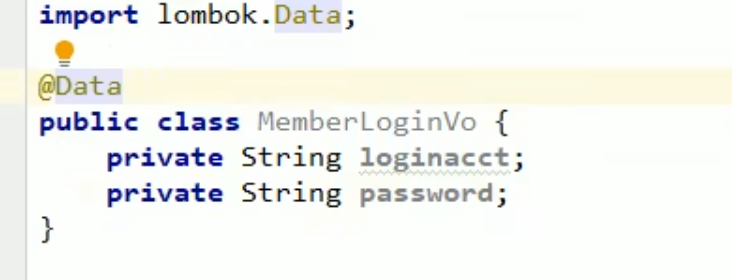 import lombok.Data;
@Data
public class MemberLoginVo {
    private String loginacct;
    private String password;
}